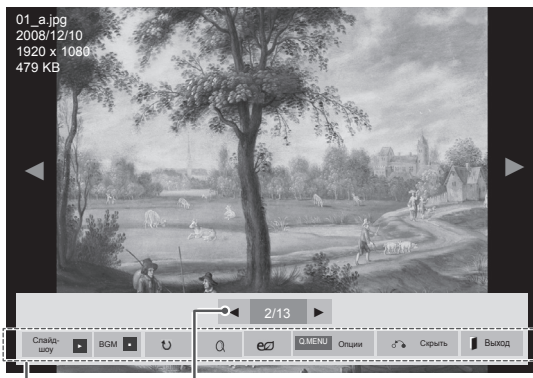 01_a.jpg
2008/12/10
1920 x 1080
479 KB
2/13
Слайд-
шоу
BGM
Q.MENU Опции
Скрыть
Выход